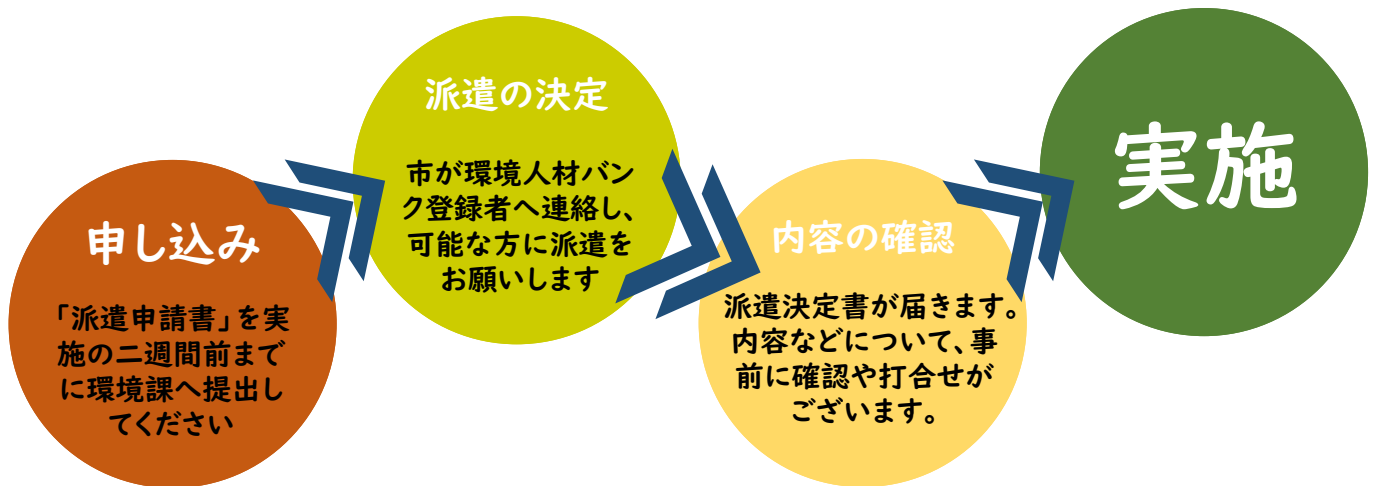 申し込み
「派遣申請書」を実
施の二週間前まで
に環境課へ提出し
てください
派遣の決定
市が環境人材バン
ク登録者へ連絡し、
可能な方に派遣を
お願いします
内容の確認
派遣決定書が届きます。
内容などについて、事
前に確認や打合せが
ございます。
実施